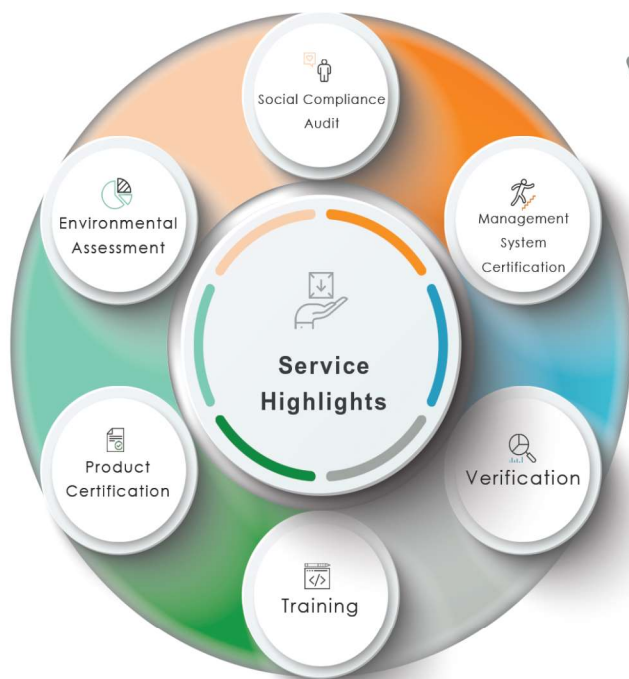 Social Compliance
Audit
Management
System
Certification
Verification
Training
Product
Certification
Environmental
Assessment
Service
Highlights